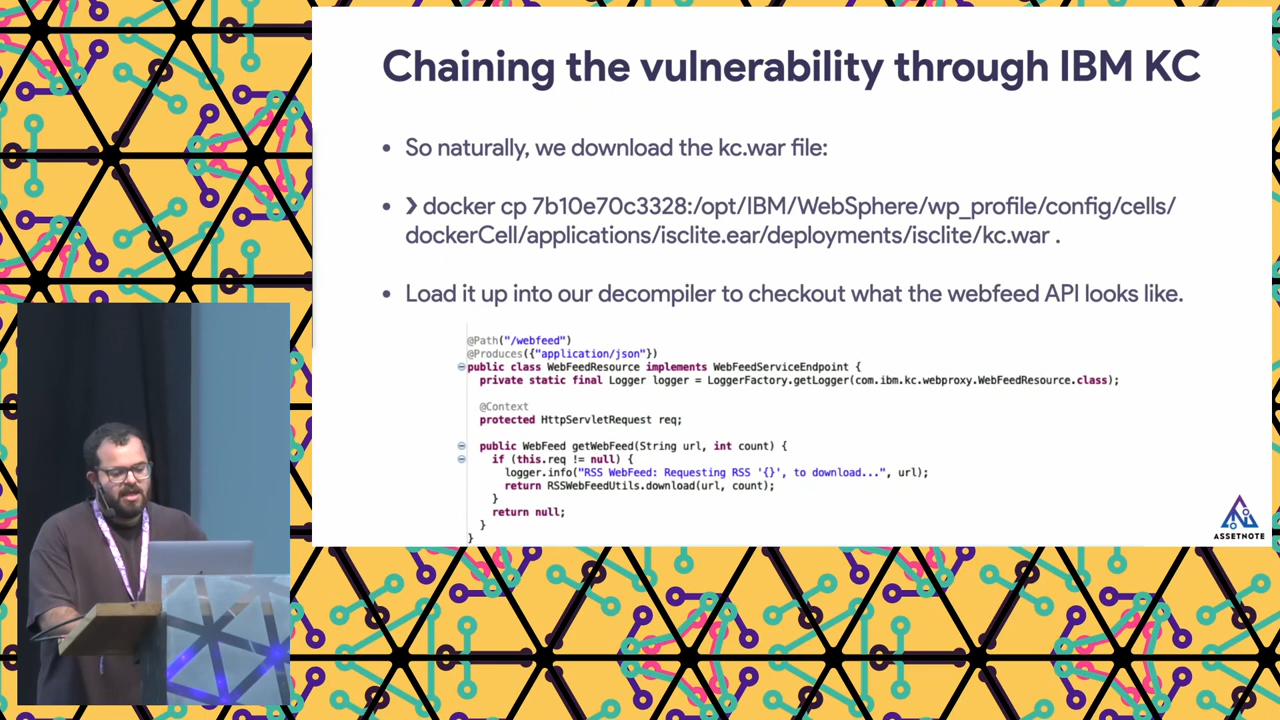 Chaining the vulnerability through IBM KC
• So naturally, we download the kc.war file:
• ❯ docker cp 7b10e70c3328:/opt/IBM/WebSphere/wp_profile/config/cells/
dockerCell/applications/isclite.ear/deployments/isclite/kc.war .
• Load it up into our decompiler to checkout what the webfeed API looks like.
@Path("/webfeed")
@Produces({"application/json"})
public class WebFeedResource implements WebFeedServiceEndpoint {
private static final Logger logger = LoggerFactory.getLogger(com.ibm.kc.webproxy.WebFeedResource.class);
@Context
protected HttpServletRequest req;
public WebFeed getWebFeed(String url, int count) {
if (this.req != null) {
logger.info("RSS WebFeed: Requesting RSS '{}', to download...", url);
return RSSWebFeedUtils.download(url, count);
}
return null;
}
}
ASSETNOTE